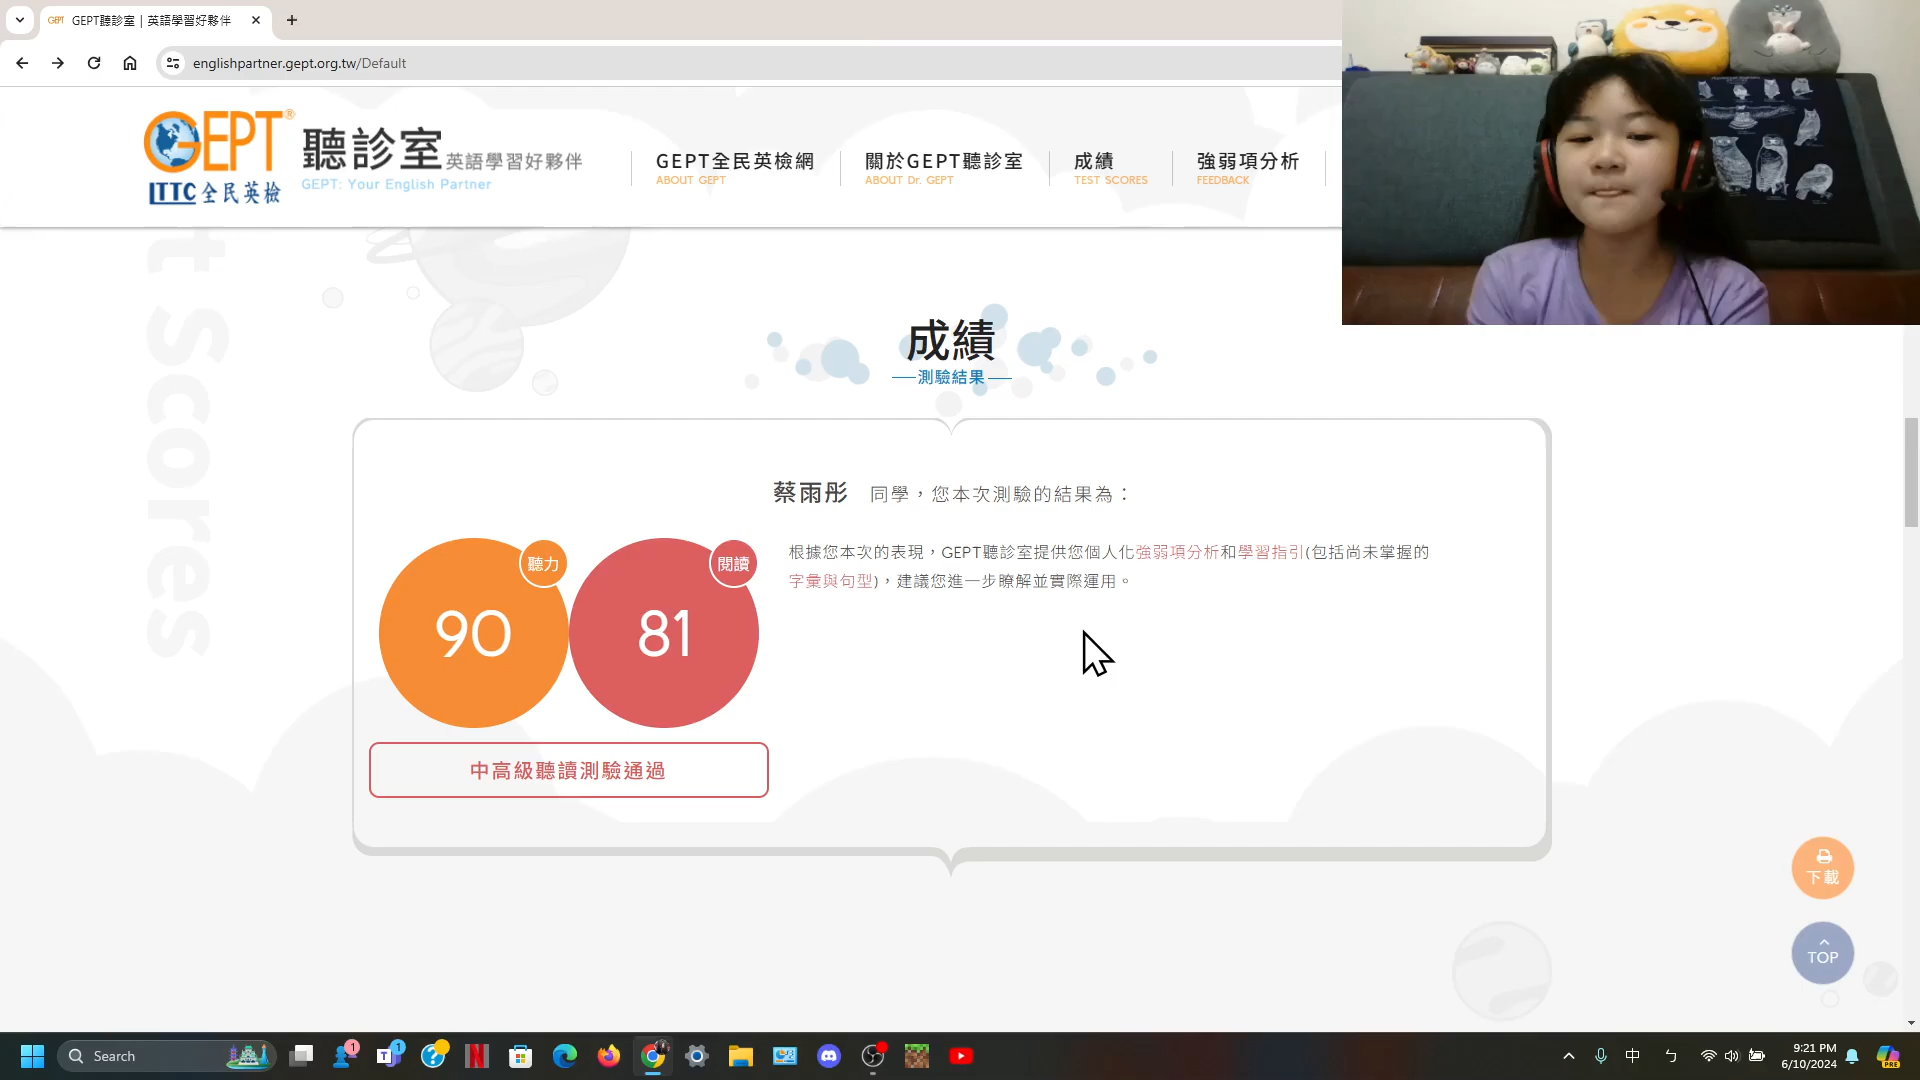 GEPT GEPT聽診室 | 英語學習好夥伴
englishpartner.gept.org.tw/Default
GEPT® 聽診室 英語學習好夥伴
GEPT: Your English Partner
LTTC 全民英檢
GEPT全民英檢網
ABOUT GEPT
關於GEPT聽診室
ABOUT Dr. GEPT
成績
TEST SCORES
強弱項分析
FEEDBACK
t Scores
成績
測驗結果
蔡雨彤 同學，您本次測驗的結果為：
聽力
90
閱讀
81
根據您本次的表現，GEPT聽診室提供您個人化強弱項分析和學習指引(包括尚未掌握的
字彙與句型)，建議您進一步瞭解並實際運用。
中高級聽讀測驗通過
下載
TOP
Search
1
1
中
ㄅ
9:21 PM
6/10/2024
PRE